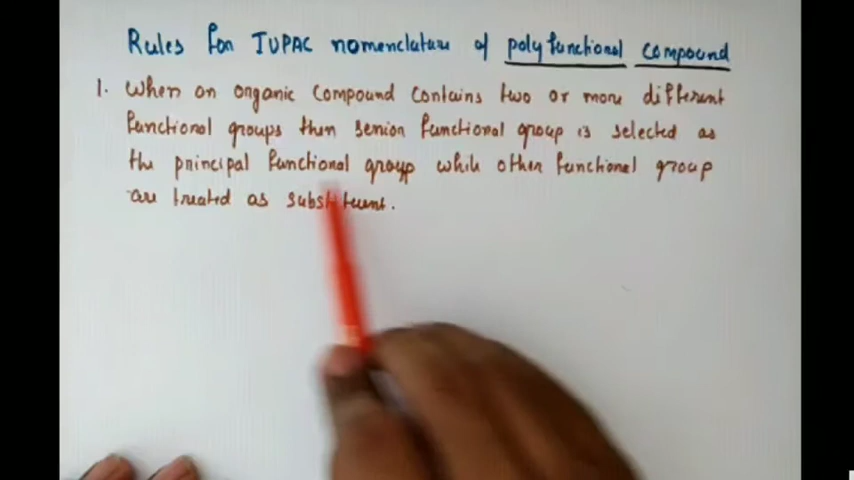 Rules for IUPAC nomenclature of polyfunctional compound
1. When an organic compound contains two or more different
functional groups then senior functional group is selected as
the principal functional group while other functional group
are treated as substituent.